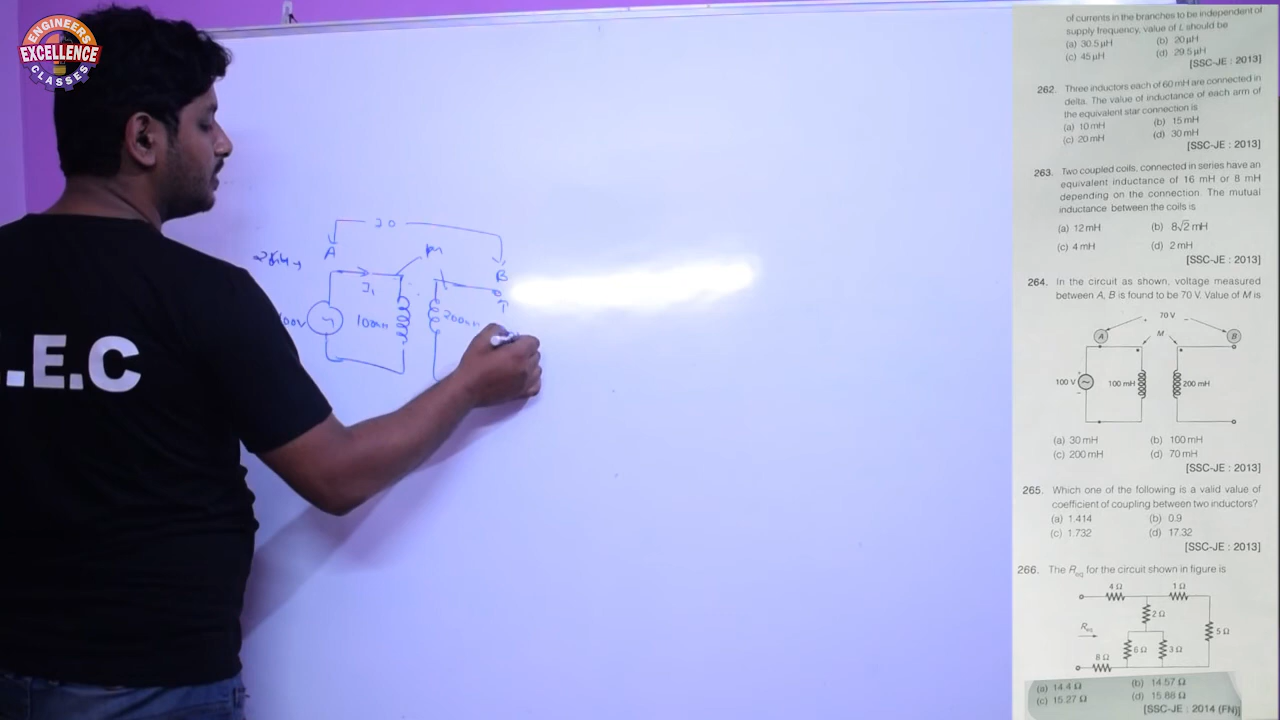 ENGINEERS
EXCELLENCE
CLASSES
.E.C
20
A
M
B
I₁
00V
100mH
200mH
of currents in the branches to be independent of
supply frequency, value of L should be
(a) 30.5 μH (b) 20 μH
(c) 45 μH (d) 29.5 μH
[SSC-JE : 2013]
262. Three inductors each of 60 mH are connected in
delta. The value of inductance of each arm of
the equivalent star connection is
(a) 10 mH (b) 15 mH
(c) 20 mH (d) 30 mH
[SSC-JE : 2013]
263. Two coupled coils, connected in series have an
equivalent inductance of 16 mH or 8 mH
depending on the connection. The mutual
inductance between the coils is
(a) 12 mH (b) 8√2 mH
(c) 4 mH (d) 2 mH
[SSC-JE : 2013]
264. In the circuit as shown, voltage measured
between A, B is found to be 70 V. Value of M is
+ 70 V −
A M B
100 V + − 100 mH 200 mH
(a) 30 mH (b) 100 mH
(c) 200 mH (d) 70 mH
[SSC-JE : 2013]
265. Which one of the following is a valid value of
coefficient of coupling between two inductors?
(a) 1.414 (b) 0.9
(c) 1.732 (d) 17.32
[SSC-JE : 2013]
266. The Req for the circuit shown in figure is
4 Ω 1 Ω
2 Ω
Req 5 Ω
6 Ω 3 Ω
8 Ω
(a) 14.4 Ω (b) 14.57 Ω
(c) 15.27 Ω (d) 15.88 Ω
[SSC-JE : 2014 (FN)]